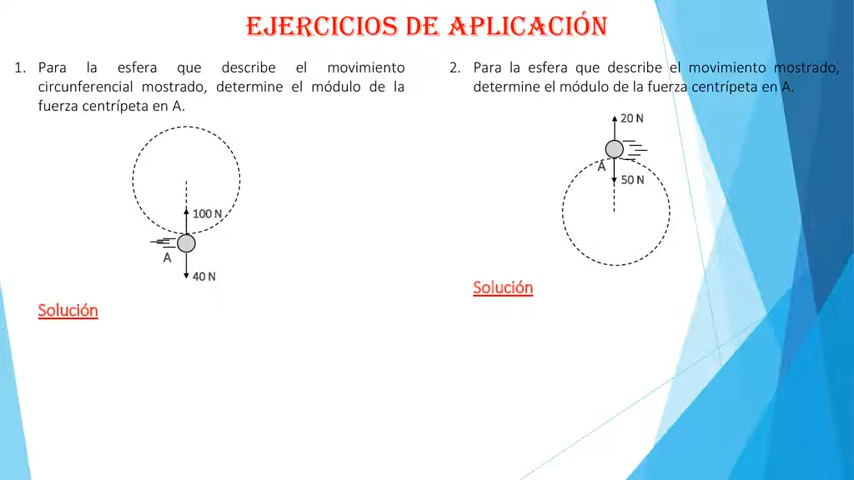 EJERCICIOS DE APLICACIÓN
1. Para la esfera que describe el movimiento
circunferencial mostrado, determine el módulo de la
fuerza centrípeta en A.
100 N
A
40 N
Solución
2. Para la esfera que describe el movimiento mostrado,
determine el módulo de la fuerza centrípeta en A.
20 N
A
50 N
Solución